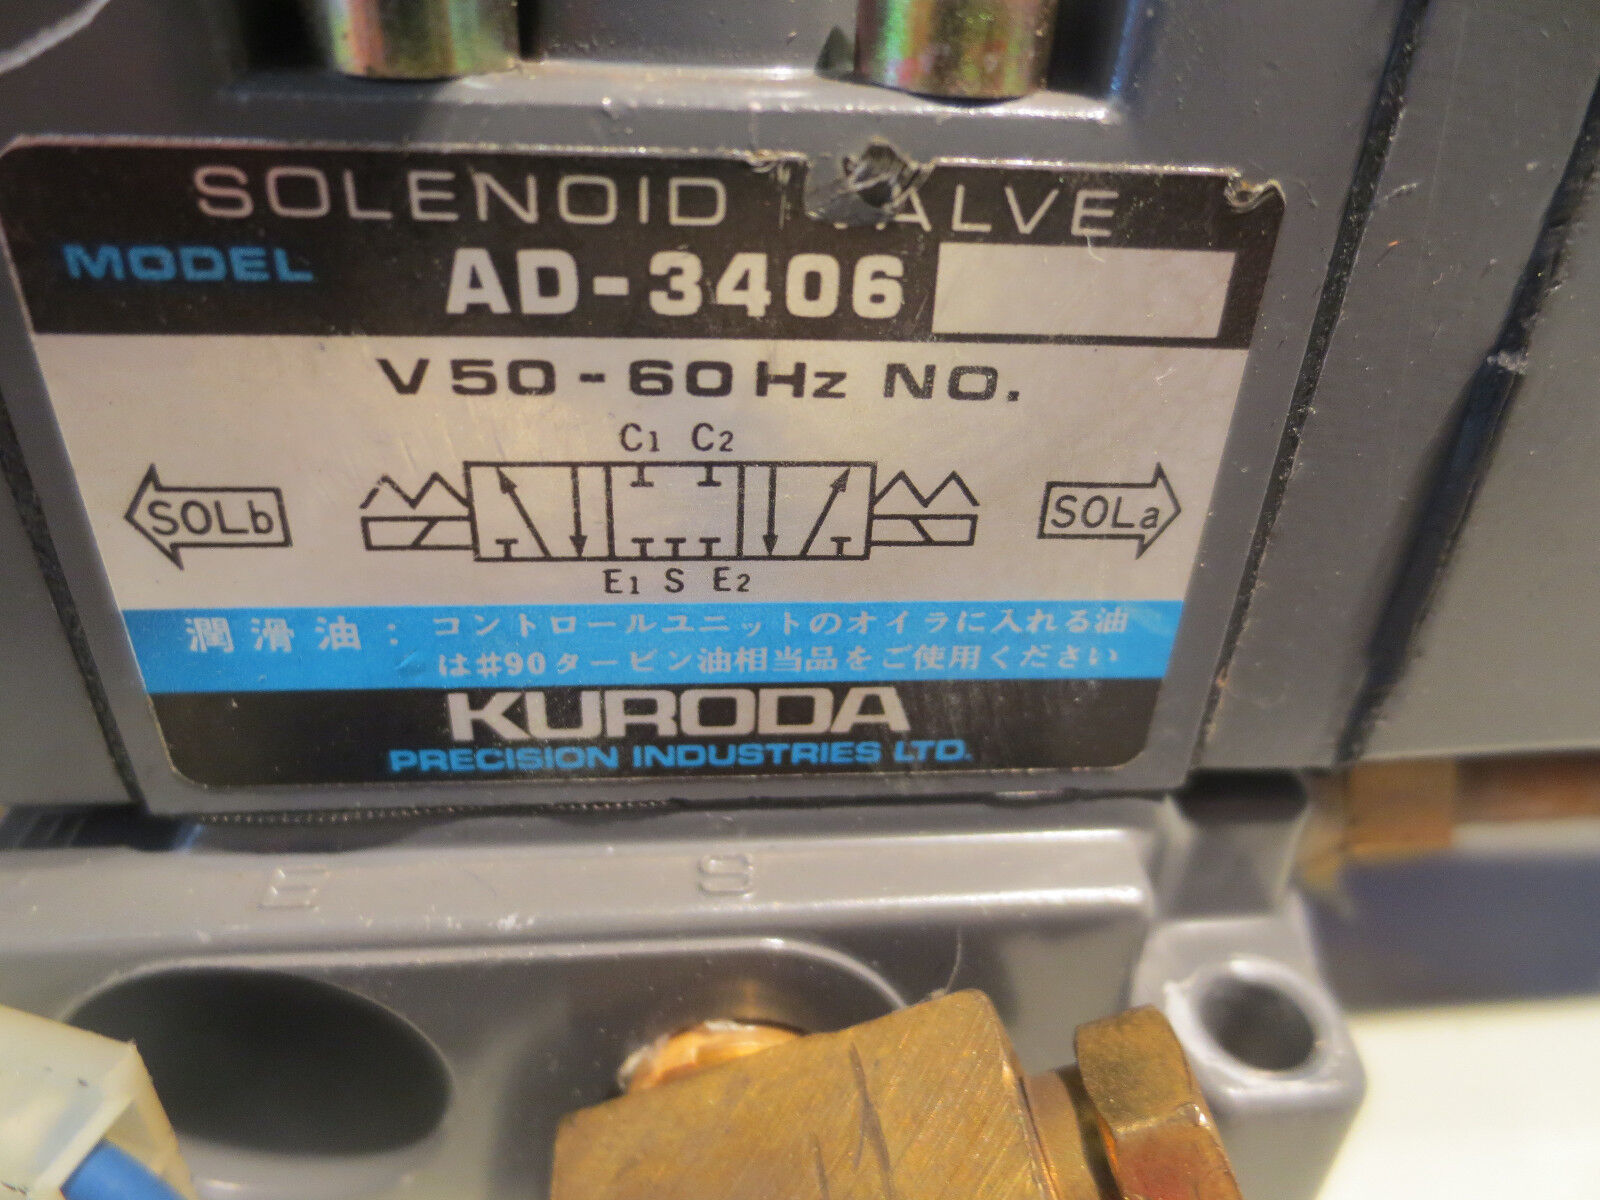 SOLENOID VALVE
MODEL AD-3406
V 50-60Hz NO.
C1 C2
SOLb SOLa
E1 S E2
潤滑油: コントロールユニットのオイラに入れる油
は#90タービン油相当品をご使用ください
KURODA
PRECISION INDUSTRIES LTD.
E S